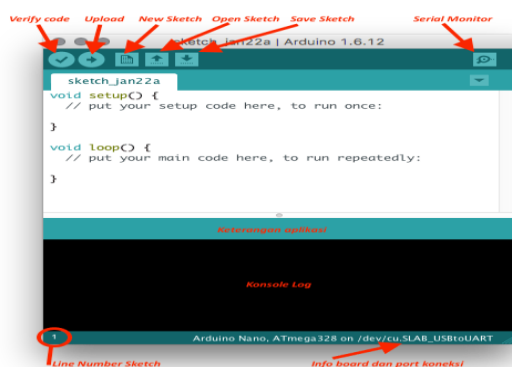 Verify code Upload New Sketch Open Sketch Save Sketch Serial Monitor
sketch_jan22a | Arduino 1.6.12
sketch_jan22a
void setup() {
// put your setup code here, to run once:
}
void loop() {
// put your main code here, to run repeatedly:
}
Keterangan aplikasi
Konsole Log
1 Arduino Nano, ATmega328 on /dev/cu.SLAB_USBtoUART
Line Number Sketch Info board dan port koneksi